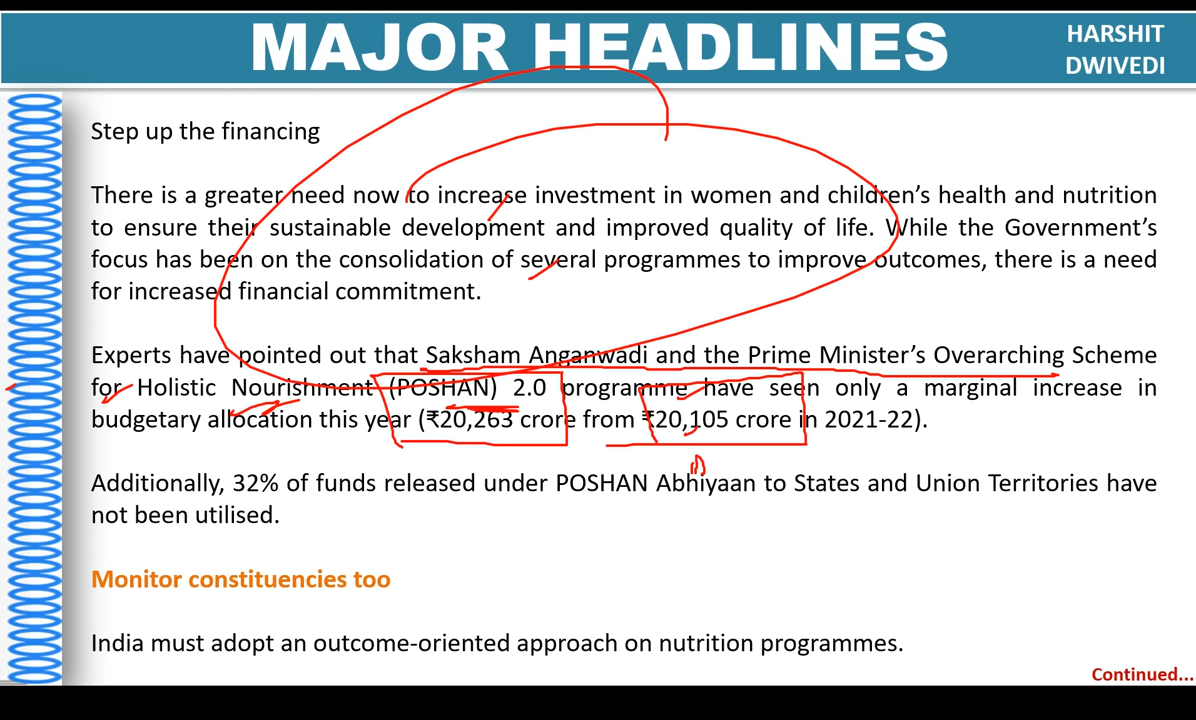 MAJOR HEADLINES
HARSHIT
DWIVEDI
Step up the financing
There is a greater need now to increase investment in women and children’s health and nutrition
to ensure their sustainable development and improved quality of life. While the Government’s
focus has been on the consolidation of several programmes to improve outcomes, there is a need
for increased financial commitment.
Experts have pointed out that Saksham Anganwadi and the Prime Minister’s Overarching Scheme
for Holistic Nourishment (POSHAN) 2.0 programme have seen only a marginal increase in
budgetary allocation this year (₹20,263 crore from ₹20,105 crore in 2021-22).
Additionally, 32% of funds released under POSHAN Abhiyaan to States and Union Territories have
not been utilised.
Monitor constituencies too
India must adopt an outcome-oriented approach on nutrition programmes.
Continued...